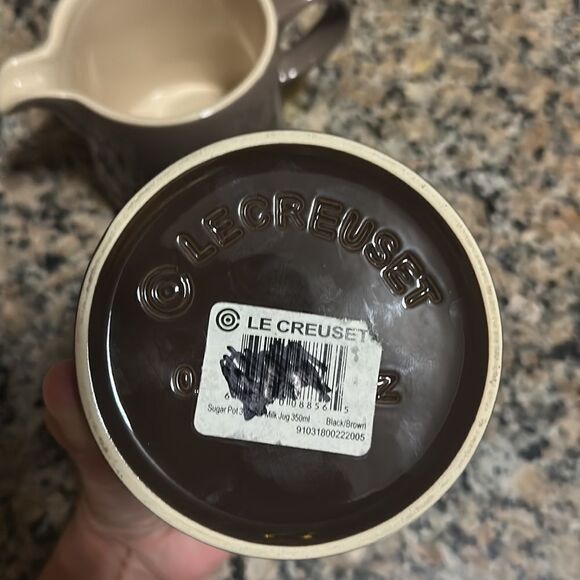 LE CREUSET
LE CREUSET
Sugar Pot Milk Jug 350ml Black/Brown
91031800222005